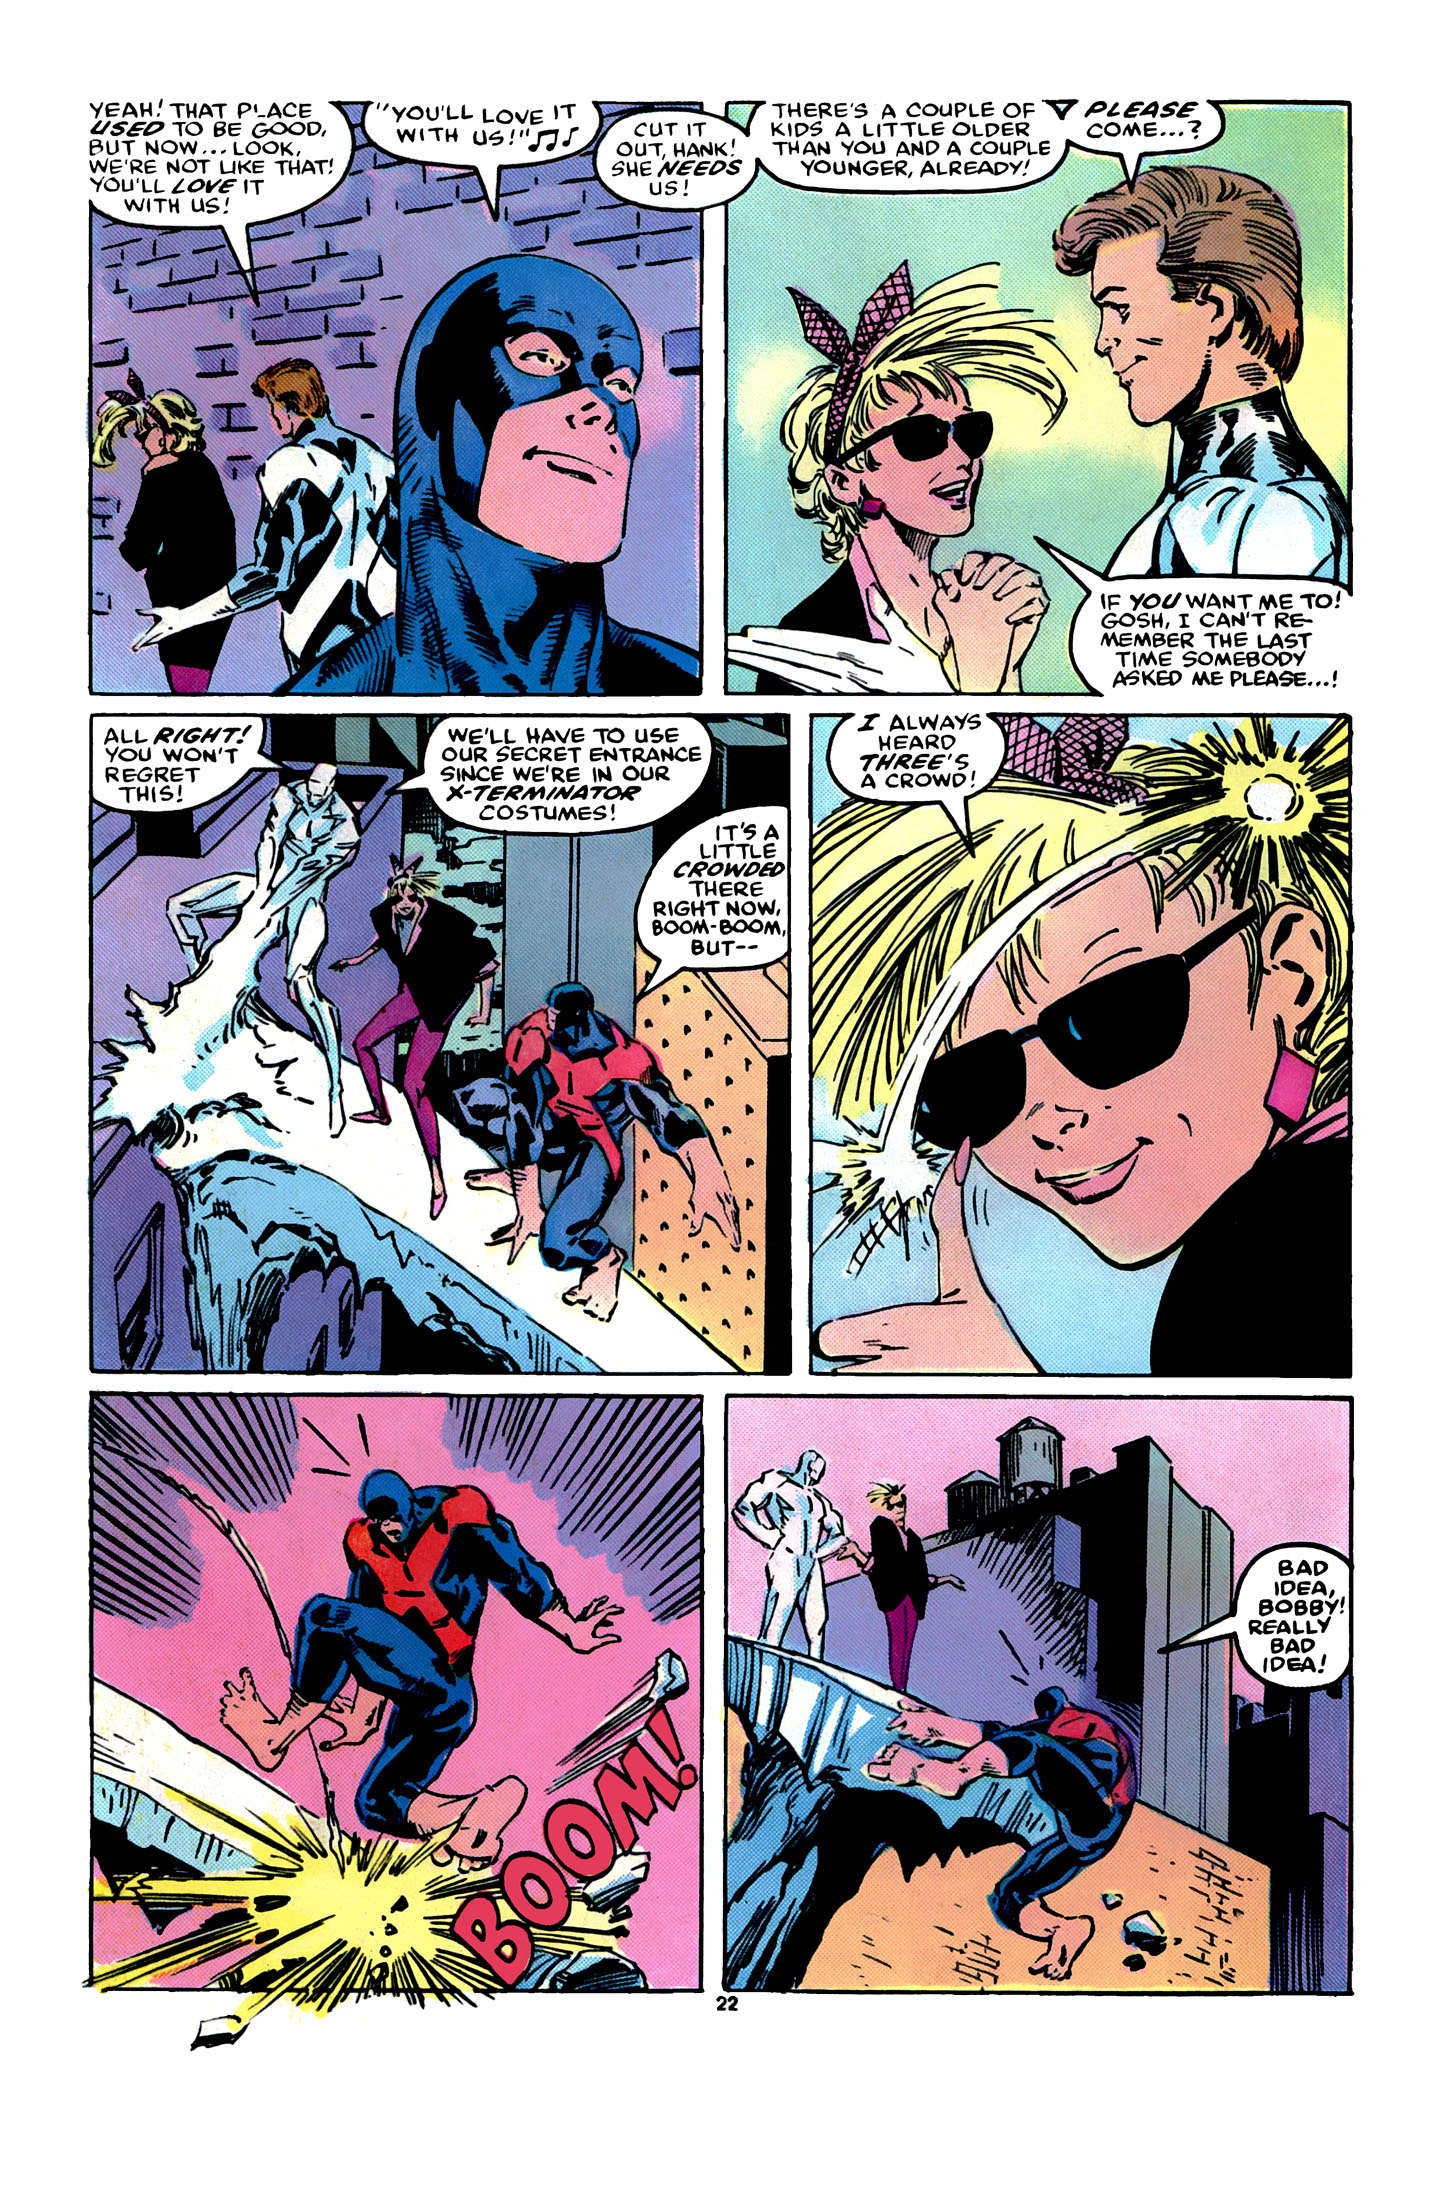 YEAH! THAT PLACE
USED TO BE GOOD,
BUT NOW... LOOK,
WE'RE NOT LIKE THAT!
YOU'LL LOVE IT
WITH US!
"YOU'LL LOVE IT
WITH US!"♫♪
CUT IT
OUT, HANK!
SHE NEEDS
US!
THERE'S A COUPLE OF
KIDS A LITTLE OLDER
THAN YOU AND A COUPLE
YOUNGER, ALREADY!
PLEASE
COME...?
IF YOU WANT ME TO!
GOSH, I CAN'T RE-
MEMBER THE LAST
TIME SOMEBODY
ASKED ME PLEASE...!
ALL RIGHT!
YOU WON'T
REGRET
THIS!
WE'LL HAVE TO USE
OUR SECRET ENTRANCE
SINCE WE'RE IN OUR
X-TERMINATOR
COSTUMES!
IT'S A
LITTLE
CROWDED
THERE
RIGHT NOW,
BOOM-BOOM,
BUT--
I ALWAYS
HEARD
THREE'S
A CROWD!
BOOM!
BAD
IDEA,
BOBBY!
REALLY
BAD
IDEA!
22